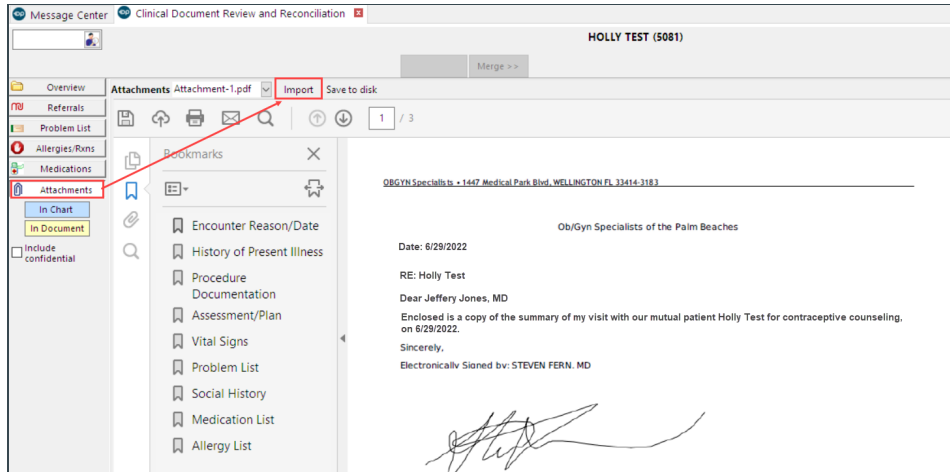 Message Center
Clinical Document Review and Reconciliation
HOLLY TEST (5081)
Merge >>
Overview
Referrals
Problem List
Allergies/Rxns
Medications
Attachments
In Chart
In Document
Include confidential
Attachments Attachment-1.pdf Import Save to disk
1 / 3
Bookmarks
Encounter Reason/Date
History of Present Illness
Procedure
Documentation
Assessment/Plan
Vital Signs
Problem List
Social History
Medication List
Allergy List
OBGYN Specialists • 1447 Medical Park Blvd, WELLINGTON FL 33414-3183
Ob/Gyn Specialists of the Palm Beaches
Date: 6/29/2022
RE: Holly Test
Dear Jeffery Jones, MD
Enclosed is a copy of the summary of my visit with our mutual patient Holly Test for contraceptive counseling,
on 6/29/2022.
Sincerely,
Electronically Signed by: STEVEN FERN, MD